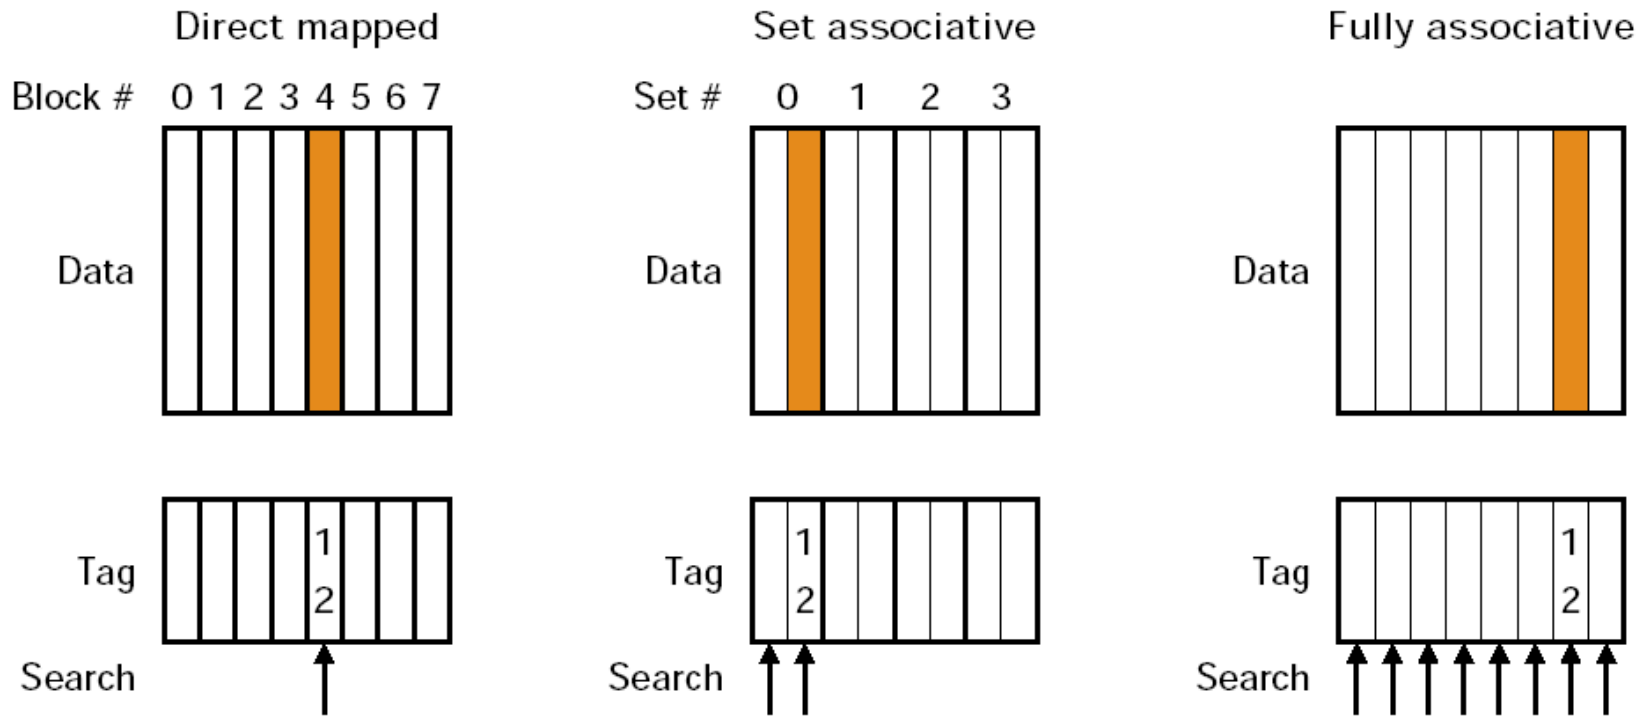 Direct mapped
Set associative
Fully associative
Block # 0 1 2 3 4 5 6 7
Set # 0 1 2 3
Data
Data
Data
Tag
1
2
Tag
1
2
Tag
1
2
Search
Search
Search